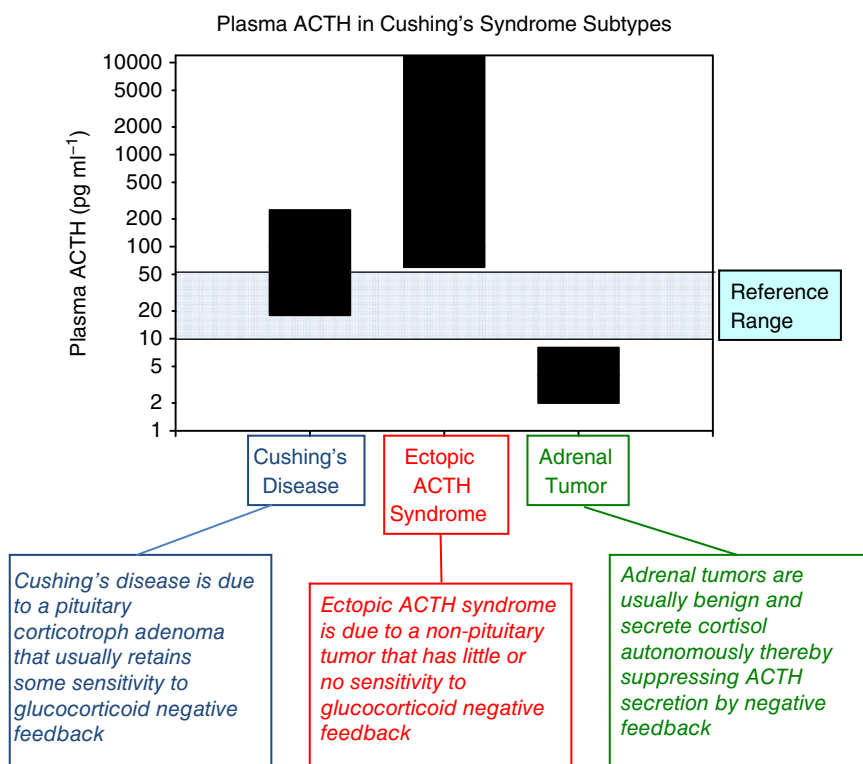 Plasma ACTH in Cushing's Syndrome Subtypes
Plasma ACTH (pg ml⁻¹)
10000
5000
2000
1000
500
200
100
50
20
10
5
2
1
Reference
Range
Cushing's
Disease
Ectopic
ACTH
Syndrome
Adrenal
Tumor
Cushing's disease is due
to a pituitary
corticotroph adenoma
that usually retains
some sensitivity to
glucocorticoid negative
feedback
Ectopic ACTH syndrome
is due to a non-pituitary
tumor that has little or
no sensitivity to
glucocorticoid negative
feedback
Adrenal tumors are
usually benign and
secrete cortisol
autonomously thereby
suppressing ACTH
secretion by negative
feedback